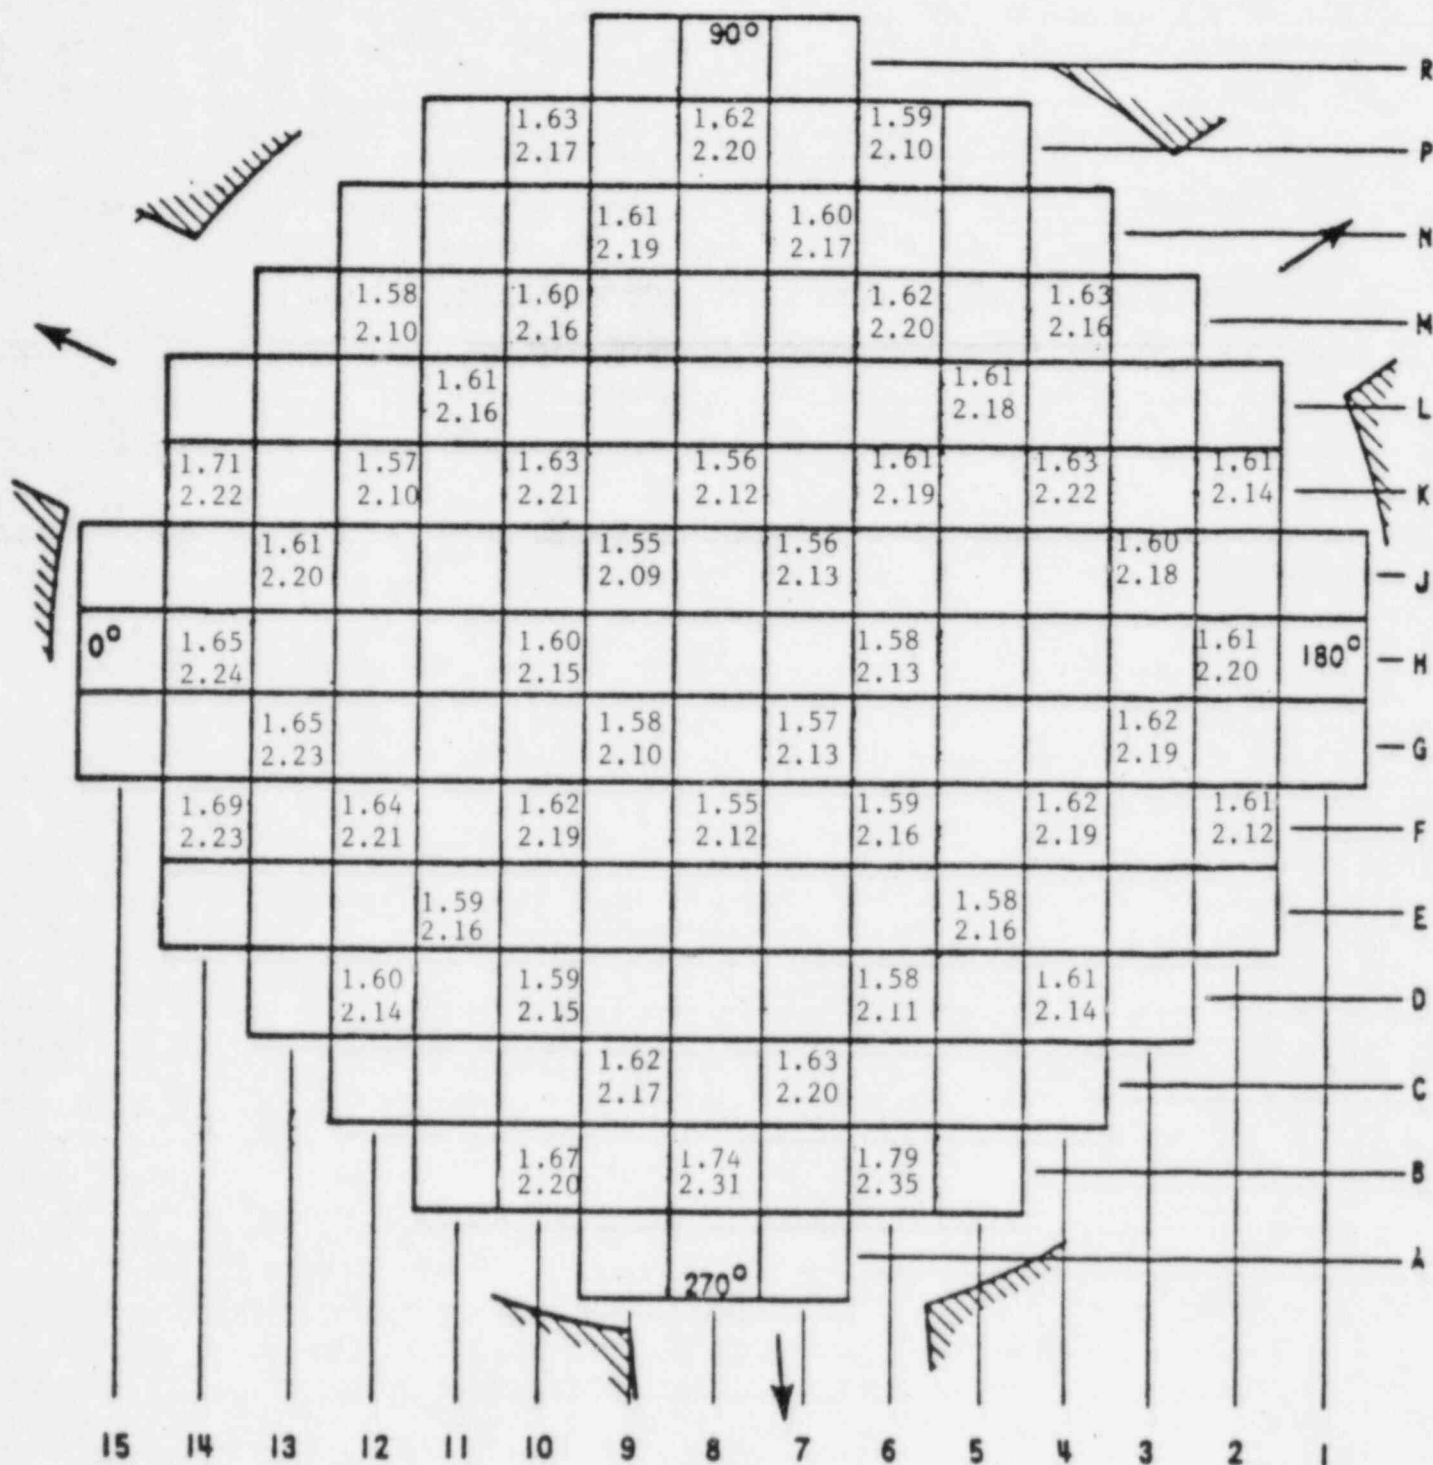 90° R
1.63 1.62 1.59
2.17 2.20 2.10 P
1.61 1.60
2.19 2.17 N
1.58 1.60 1.62 1.63
2.10 2.16 2.20 2.16 M
1.61 1.61
2.16 2.18 L
1.71 1.57 1.63 1.56 1.61 1.63 1.61
2.22 2.10 2.21 2.12 2.19 2.22 2.14 K
1.61 1.55 1.56 1.60
2.20 2.09 2.13 2.18 J
0° 1.65 1.60 1.58 1.61 180° H
2.24 2.15 2.13 2.20
1.65 1.58 1.57 1.62
2.23 2.10 2.13 2.19 G
1.69 1.64 1.62 1.55 1.59 1.62 1.61
2.23 2.21 2.19 2.12 2.16 2.19 2.12 F
1.59 1.58
2.16 2.16 E
1.60 1.59 1.58 1.61
2.14 2.15 2.11 2.14 D
1.62 1.63
2.17 2.20 C
1.67 1.74 1.79
2.20 2.31 2.35 B
270° A
15 14 13 12 11 10 9 8 7 6 5 4 3 2 1